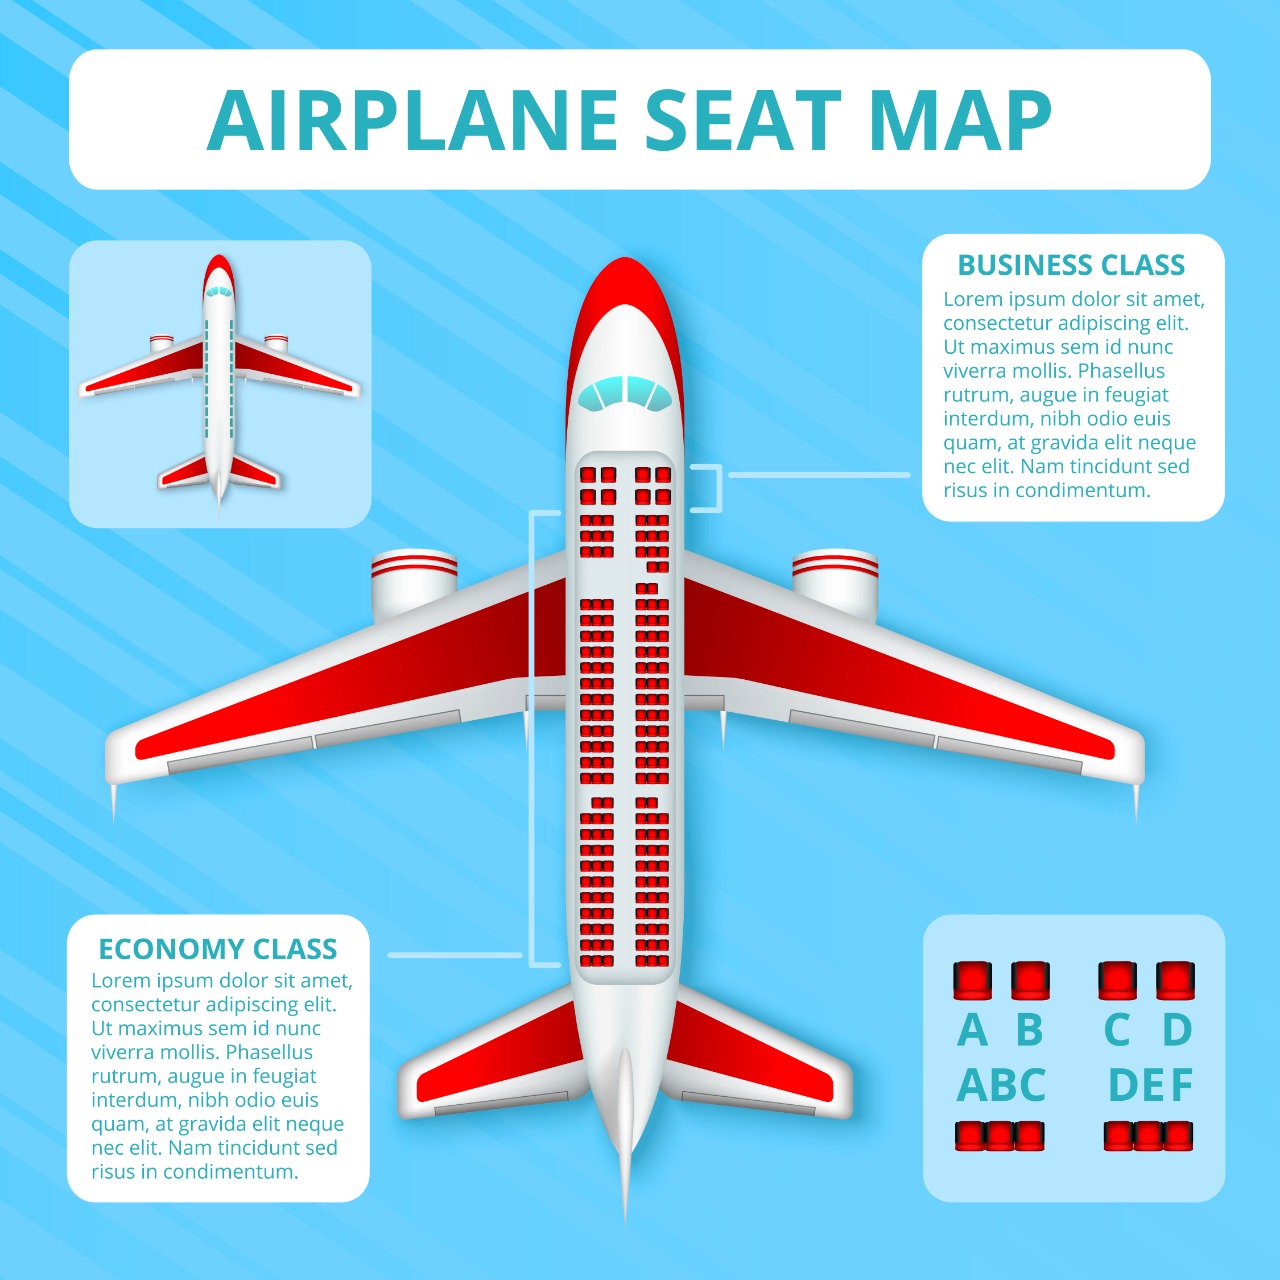 AIRPLANE SEAT MAP
BUSINESS CLASS
Lorem ipsum dolor sit amet,
consectetur adipiscing elit.
Ut maximus sem id nunc
viverra mollis. Phasellus
rutrum, augue in feugiat
interdum, nibh odio euis
quam, at gravida elit neque
nec elit. Nam tincidunt sed
risus in condimentum.
ECONOMY CLASS
Lorem ipsum dolor sit amet,
consectetur adipiscing elit.
Ut maximus sem id nunc
viverra mollis. Phasellus
rutrum, augue in feugiat
interdum, nibh odio euis
quam, at gravida elit neque
nec elit. Nam tincidunt sed
risus in condimentum.
A B C D
ABC DEF